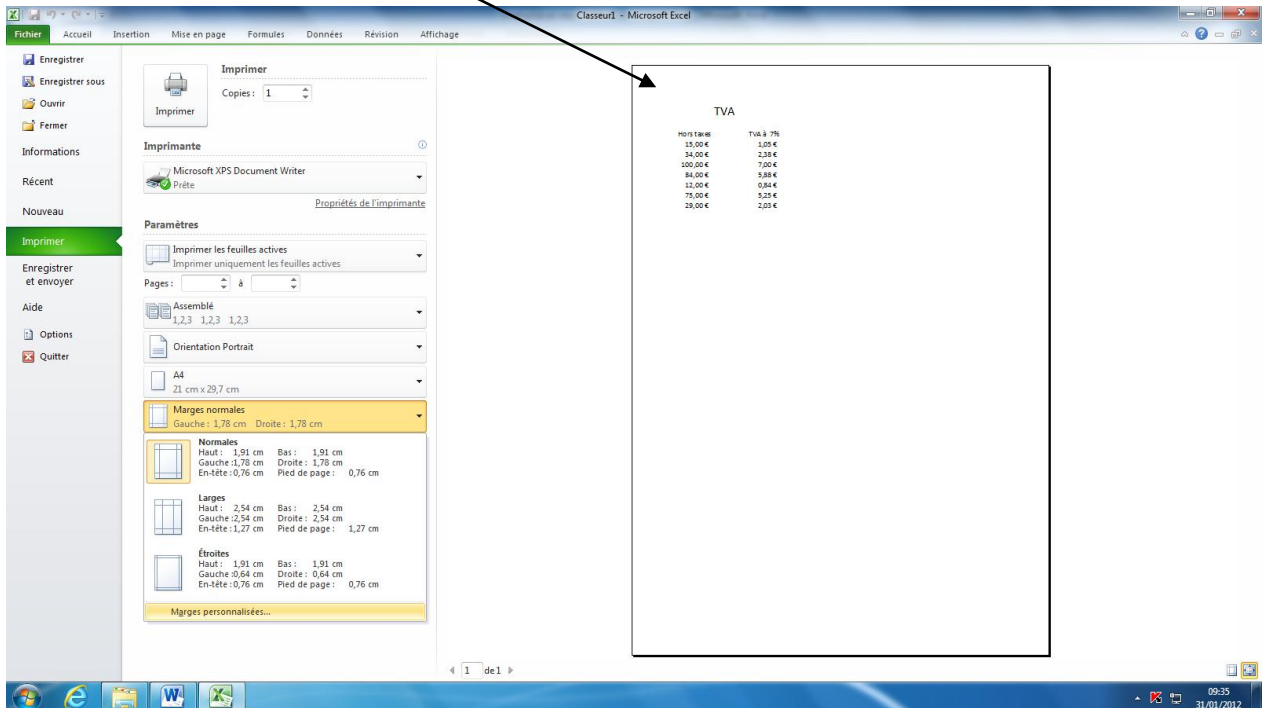 Classeur1 - Microsoft Excel
Fichier Accueil Insertion Mise en page Formules Données Révision Affichage
Enregistrer
Enregistrer sous
Ouvrir
Fermer
Informations
Récent
Nouveau
Imprimer
Enregistrer
et envoyer
Aide
Options
Quitter
Imprimer
Imprimer
Copies : 1
Imprimante
Microsoft XPS Document Writer
Prête
Propriétés de l'imprimante
Paramètres
Imprimer les feuilles actives
Imprimer uniquement les feuilles actives
Pages : à
Assemblé
1,2,3 1,2,3 1,2,3
Orientation Portrait
A4
21 cm x 29,7 cm
Marges normales
Gauche : 1,78 cm Droite : 1,78 cm
Normales
Haut : 1,91 cm Bas : 1,91 cm
Gauche :1,78 cm Droite : 1,78 cm
En-tête :0,76 cm Pied de page : 0,76 cm
Larges
Haut : 2,54 cm Bas : 2,54 cm
Gauche :2,54 cm Droite : 2,54 cm
En-tête :1,27 cm Pied de page : 1,27 cm
Étroites
Haut : 1,91 cm Bas : 1,91 cm
Gauche :0,64 cm Droite : 0,64 cm
En-tête :0,76 cm Pied de page : 0,76 cm
Marges personnalisées...
TVA
Hors taxes TVA à 7%
15,00 € 1,05 €
34,00 € 2,38 €
100,00 € 7,00 €
84,00 € 5,88 €
12,00 € 0,84 €
75,00 € 5,25 €
29,00 € 2,03 €
1 de 1
09:35
31/01/2012